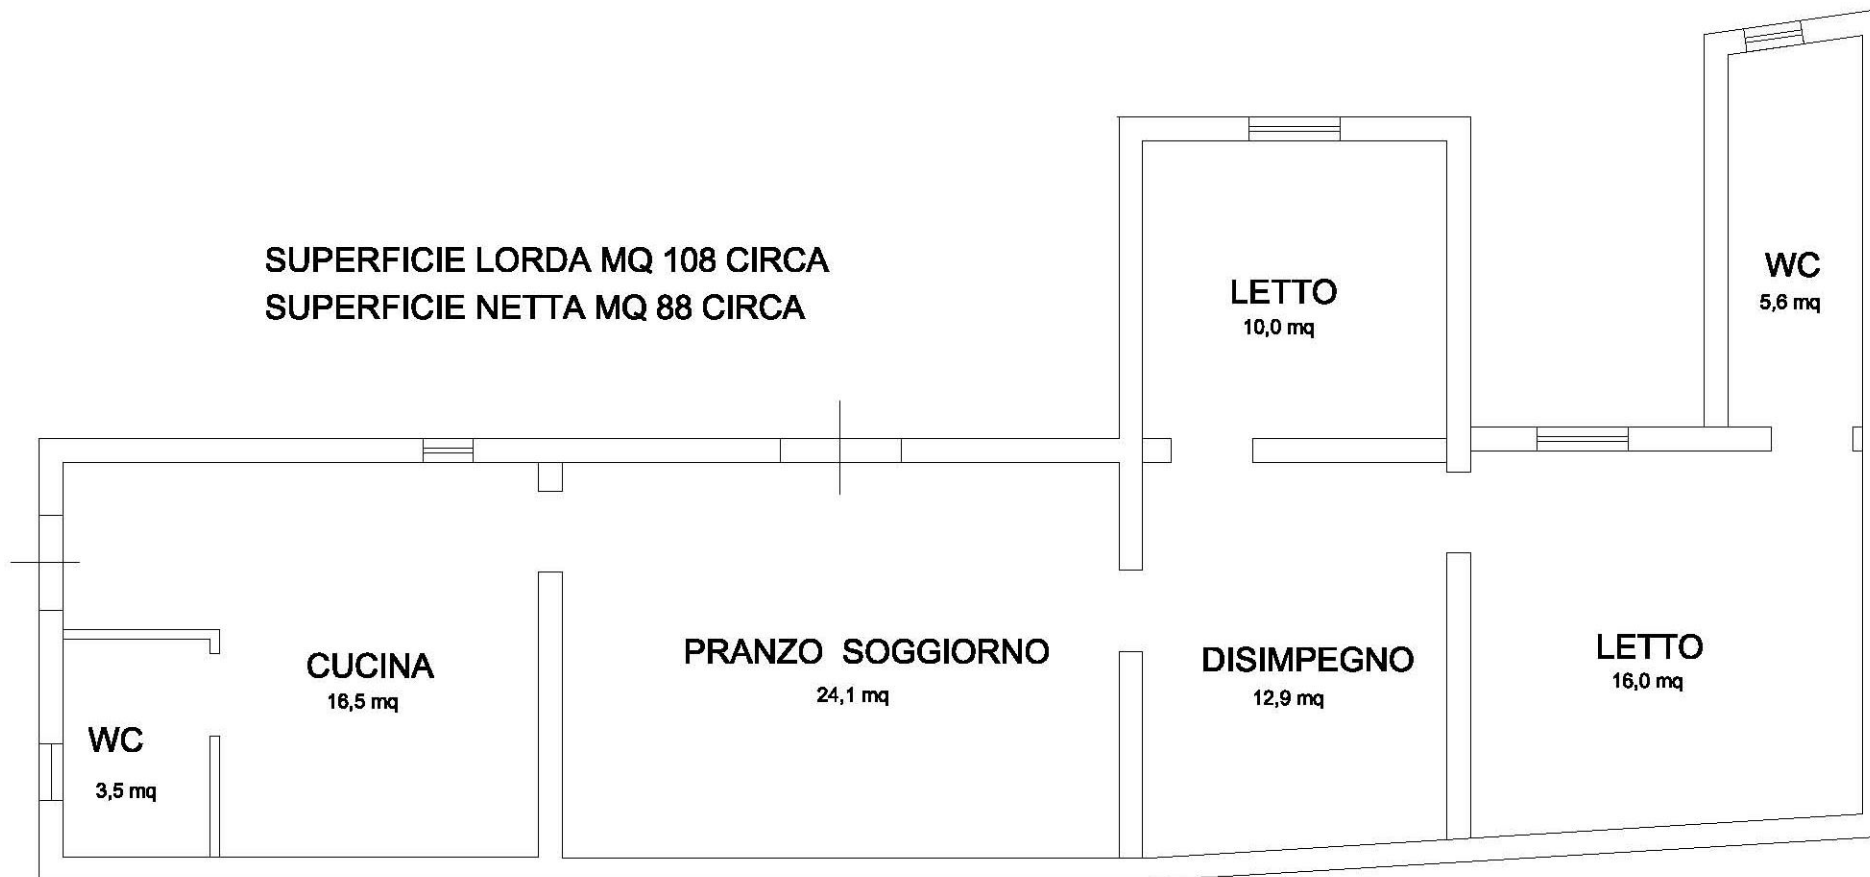 SUPERFICIE LORDA MQ 108 CIRCA
SUPERFICIE NETTA MQ 88 CIRCA
LETTO
10,0 mq
WC
5,6 mq
CUCINA
16,5 mq
PRANZO SOGGIORNO
24,1 mq
DISIMPEGNO
12,9 mq
LETTO
16,0 mq
WC
3,5 mq